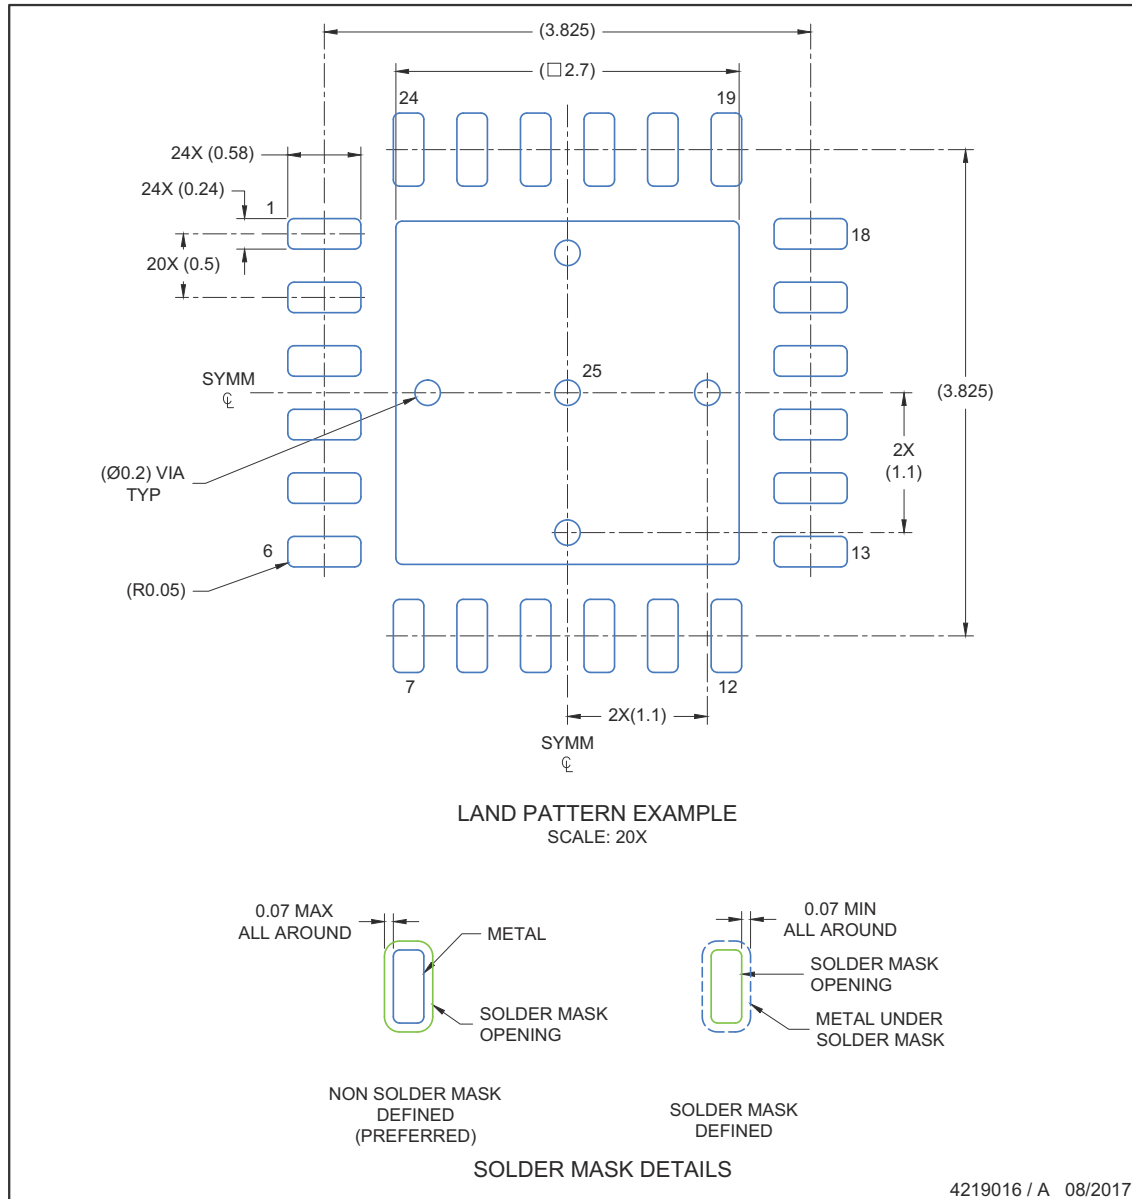 (3.825)
(□2.7)
24
19
24X (0.58)
24X (0.24)
1
18
20X (0.5)
25
SYMM
℄
(3.825)
2X
(1.1)
(Ø0.2) VIA
TYP
6
13
(R0.05)
7
12
2X(1.1)
SYMM
℄
LAND PATTERN EXAMPLE
SCALE: 20X
0.07 MAX
ALL AROUND
METAL
SOLDER MASK
OPENING
0.07 MIN
ALL AROUND
SOLDER MASK
OPENING
METAL UNDER
SOLDER MASK
NON SOLDER MASK
DEFINED
(PREFERRED)
SOLDER MASK
DEFINED
SOLDER MASK DETAILS
4219016 / A 08/2017